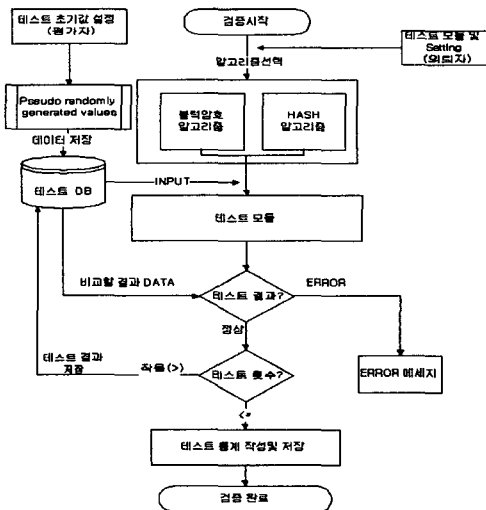 테스트 초기값 설정
(평가자)
Pseudo randomly
generated values
데이터 저장
테스트 DB
검증시작
알고리즘선택
테스트 모듈 및
Setting
(의뢰자)
블럭암호
알고리즘
HASH
알고리즘
INPUT
테스트 모듈
비교할 결과 DATA
테스트 결과?
ERROR
정상
테스트 결과
저장
작음(>)
테스트 횟수?
ERROR 메세지
<=
테스트 통계 작성및 저장
검증 완료